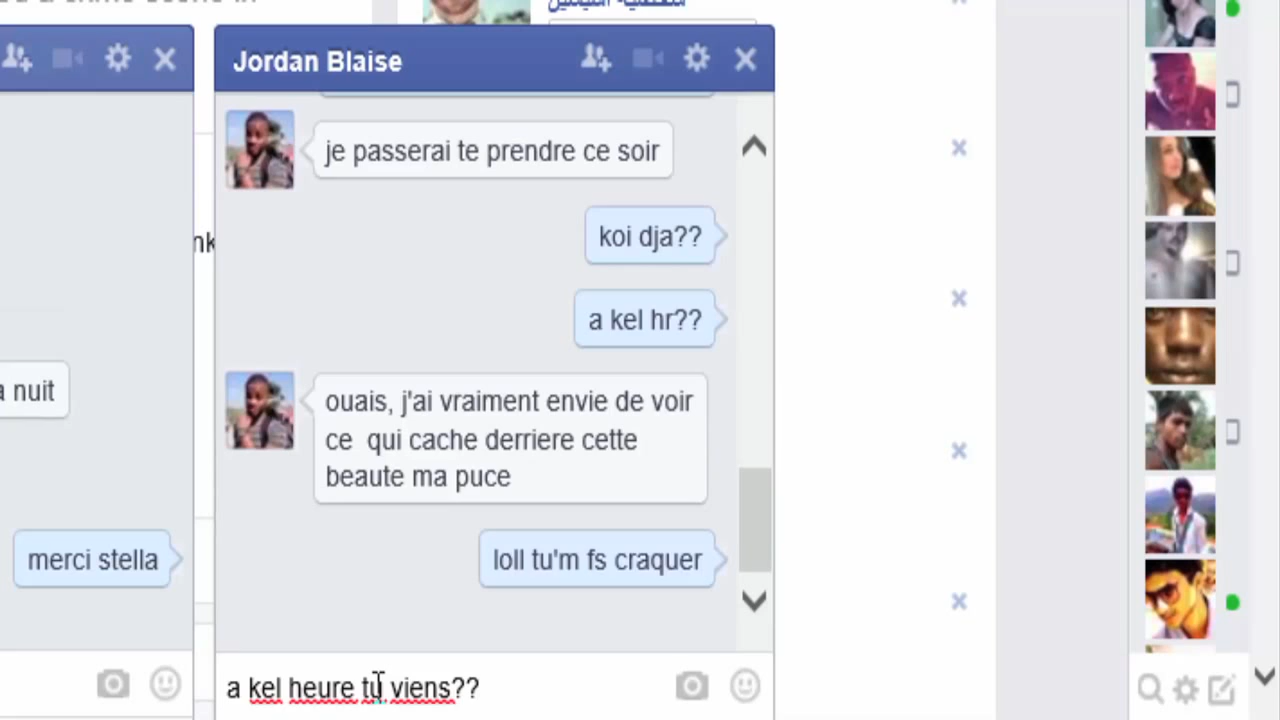 Jordan Blaise
je passerai te prendre ce soir
koi dja??
a kel hr??
ouais, j'ai vraiment envie de voir
ce  qui cache derriere cette
beaute ma puce
a nuit
merci stella
loll tu'm fs craquer
a kel heure tu viens??